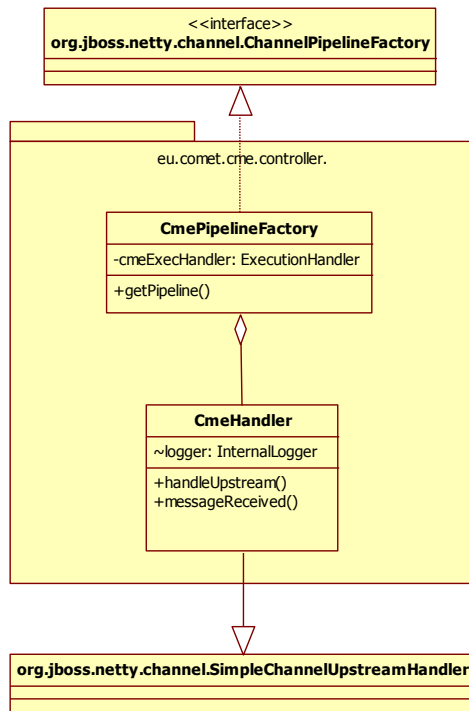 <<interface>>
org.jboss.netty.channel.ChannelPipelineFactory
eu.comet.cme.controller.
CmePipelineFactory
-cmeExecHandler: ExecutionHandler
+getPipeline()
CmeHandler
~logger: InternalLogger
+handleUpstream()
+messageReceived()
org.jboss.netty.channel.SimpleChannelUpstreamHandler